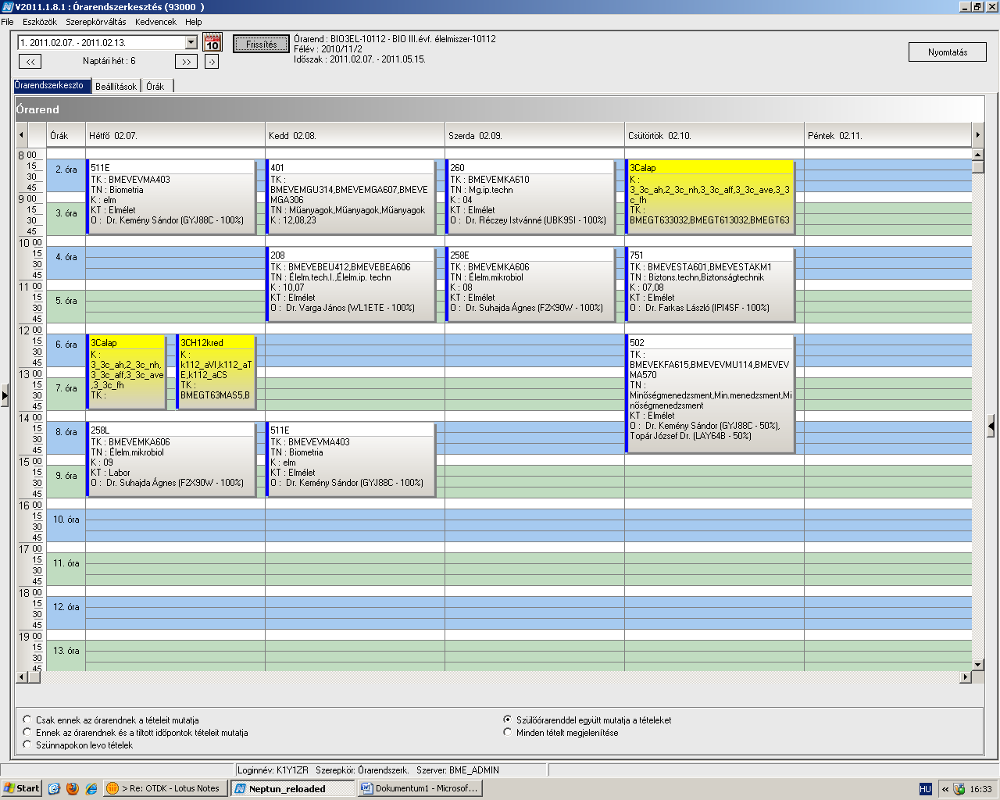 V2011.1.8.1 : Órarendszerkesztés (93000  )
File Eszközök Szerepkörváltás Kedvencek Help
1. 2011.02.07. - 2011.02.13.
10
Frissítés
Órarend : BIO3EL-10112 - BIO III.évf. élelmiszer-10112
Félév : 2010/11/2
Időszak : 2011.02.07. - 2011.05.15.
Nyomtatás
<< Naptári hét : 6 >> ->
Órarendszerkeszto Beállítások Órák
Órarend
Órák Hétfő 02.07. Kedd 02.08. Szerda 02.09. Csütörtök 02.10. Péntek 02.11.
8 00
15
30
45
9 00
15
30
45
10 00
15
30
45
11 00
15
30
45
12 00
15
30
45
13 00
15
30
45
14 00
15
30
45
15 00
15
30
45
16 00
15
30
45
17 00
15
30
45
18 00
15
30
45
19 00
15
30
45
2. óra
3. óra
4. óra
5. óra
6. óra
7. óra
8. óra
9. óra
10. óra
11. óra
12. óra
13. óra
511E
TK : BMEVEVMA403
TN : Biometria
K : elm
KT : Elmélet
O : Dr. Kemény Sándor (GYJ88C - 100%)
3Calap
K :
3_3c_ah,2_3c_nh,
3_3c_aff,3_3c_ave
,3_3c_fh
TK :
3CH12kred
K :
k112_aVI,k112_aT
E,k112_aCS
TK :
BMEGT63MAS5,B
258L
TK : BMEVEMKA606
TN : Élelm.mikrobiol
K : 09
KT : Labor
O : Dr. Suhajda Ágnes (F2X90W - 100%)
401
TK :
BMEVEMGU314,BMEVEMGA607,BMEVE
MGA306
TN : Műanyagok,Műanyagok,Műanyagok
K : 12,08,23
208
TK : BMEVEBEU412,BMEVEBEA606
TN : Élelm.tech.I.,Élelm.ip. techn
K : 10,07
KT : Elmélet
O : Dr. Varga János (WL1ETE - 100%)
511E
TK : BMEVEVMA403
TN : Biometria
K : elm
KT : Elmélet
O : Dr. Kemény Sándor (GYJ88C - 100%)
260
TK : BMEVEMKA610
TN : Mg.ip.techn
K : 04
KT : Elmélet
O : Dr. Réczey Istvánné (UBK9SI - 100%)
258E
TK : BMEVEMKA606
TN : Élelm.mikrobiol
K : 08
KT : Elmélet
O : Dr. Suhajda Ágnes (F2X90W - 100%)
3Calap
K :
3_3c_ah,2_3c_nh,3_3c_aff,3_3c_ave,3_3
c_fh
TK :
BMEGT633032,BMEGT613032,BMEGT63
751
TK : BMEVESTA601,BMEVESTAKM1
TN : Biztons.techn,Biztonságtechnik
K : 07,08
KT : Elmélet
O : Dr. Farkas László (IPI4SF - 100%)
502
TK :
BMEVEKFA615,BMEVEVMU114,BMEVEV
MA570
TN :
Minőségmenedzsment,Min.menedzsment,Mi
nőségmenedzsment
KT : Elmélet
O : Dr. Kemény Sándor (GYJ88C - 50%),
Topár József Dr. (LAY64B - 50%)
Csak ennek az órarendnek a tételeit mutatja
Ennek az órarendnek és a tiltott időpontok tételeit mutatja
Szünnapokon levo tételek
Szülőórarenddel együtt mutatja a tételeket
Minden tételt megjelenítése
Loginnév: K1Y1ZR Szerepkör: Órarendszerk. Szerver: BME_ADMIN
Start > Re: OTDK - Lotus Notes Neptun_reloaded Dokumentum1 - Microsof... HU « 16:33